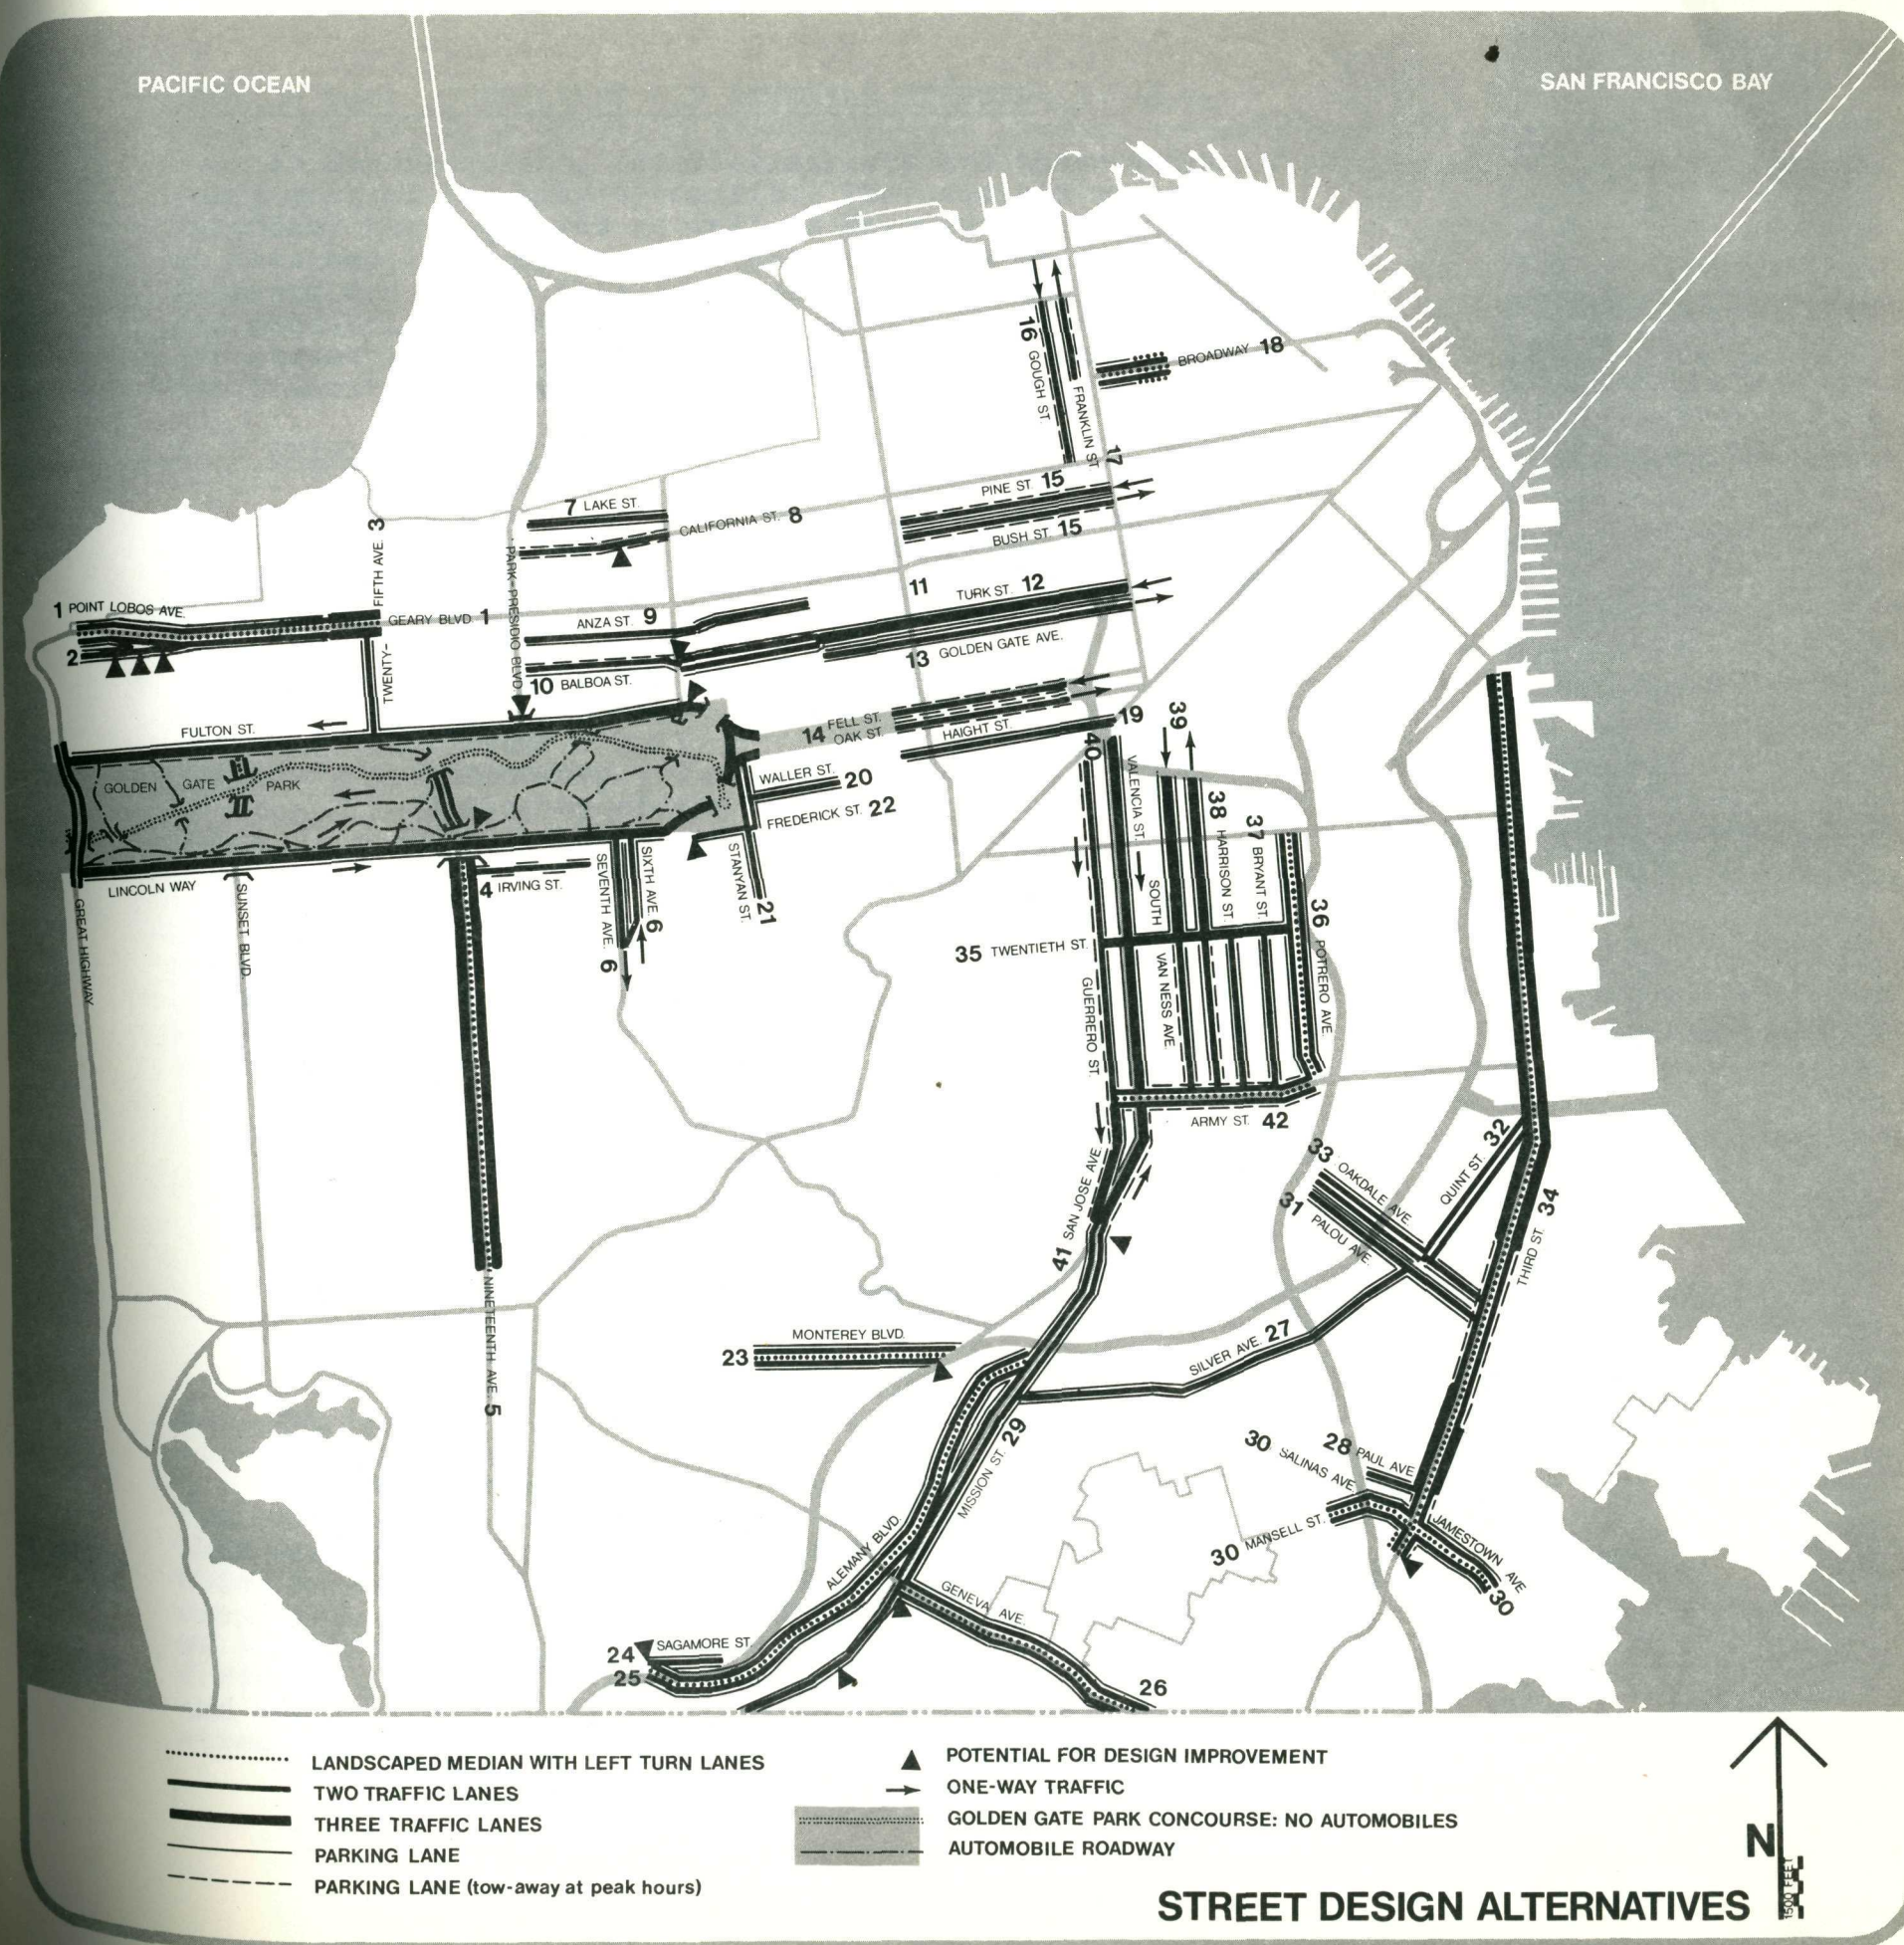 PACIFIC OCEAN
SAN FRANCISCO BAY
16 GOUGH ST.
FRANKLIN ST. 17
BROADWAY 18
7 LAKE ST.
CALIFORNIA ST. 8
PINE ST. 15
BUSH ST. 15
TWENTY-
FIFTH AVE. 3
PARK-PRESIDIO BLVD.
1 POINT LOBOS AVE.
GEARY BLVD. 1
2
ANZA ST. 9
10 BALBOA ST.
11
TURK ST. 12
13 GOLDEN GATE AVE.
FULTON ST.
GOLDEN GATE PARK
14 FELL ST.
OAK ST.
HAIGHT ST.
19
WALLER ST. 20
FREDERICK ST. 22
STANYAN ST. 21
LINCOLN WAY
GREAT HIGHWAY
SUNSET BLVD.
4 IRVING ST.
SEVENTH AVE. 6
SIXTH AVE. 6
NINETEENTH AVE. 5
40
VALENCIA ST.
39
SOUTH
VAN NESS AVE.
38 HARRISON ST.
37 BRYANT ST.
36 POTRERO AVE.
35 TWENTIETH ST.
GUERRERO ST.
ARMY ST. 42
41 SAN JOSE AVE.
33 OAKDALE AVE
31 PALOU AVE.
QUINT ST. 32
THIRD ST. 34
MONTEREY BLVD.
23
SILVER AVE. 27
MISSION ST. 29
ALEMANY BLVD.
30 SALINAS AVE.
28 PAUL AVE
30 MANSELL ST.
JAMESTOWN AVE
30
GENEVA AVE.
26
24 SAGAMORE ST.
25
LANDSCAPED MEDIAN WITH LEFT TURN LANES
TWO TRAFFIC LANES
THREE TRAFFIC LANES
PARKING LANE
PARKING LANE (tow-away at peak hours)
POTENTIAL FOR DESIGN IMPROVEMENT
ONE-WAY TRAFFIC
GOLDEN GATE PARK CONCOURSE: NO AUTOMOBILES
AUTOMOBILE ROADWAY
N
1500 FEET
STREET DESIGN ALTERNATIVES